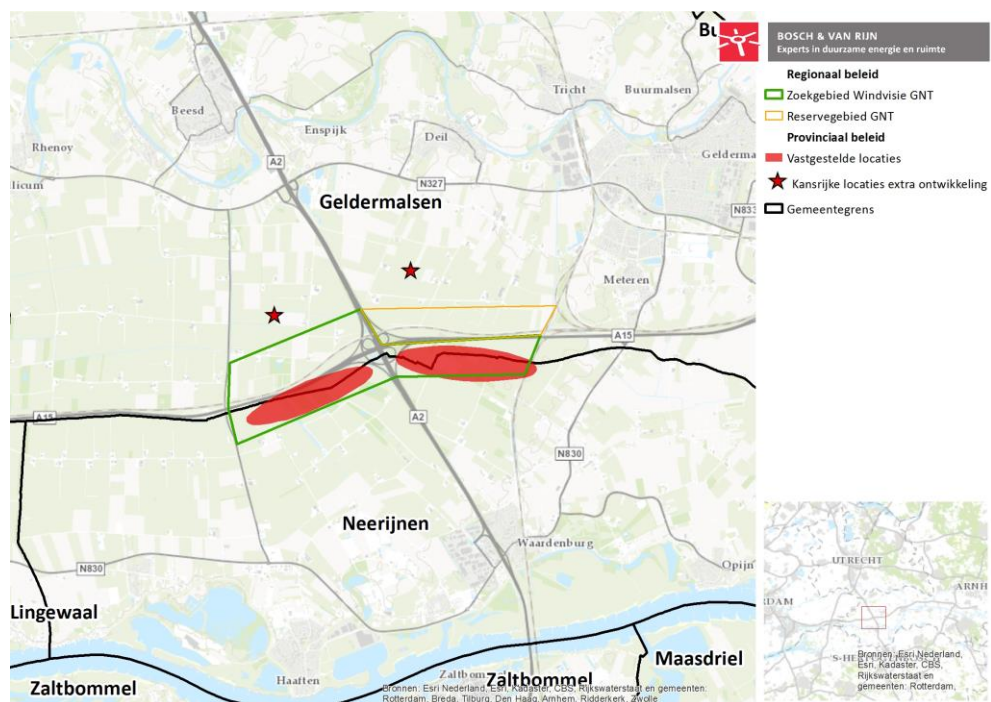 BOSCH & VAN RIJN
Experts in duurzame energie en ruimte
Regionaal beleid
Zoekgebied Windvisie GNT
Reservegebied GNT
Provinciaal beleid
Vastgestelde locaties
Kansrijke locaties extra ontwikkeling
Gemeentegrens
Bu
Tricht
Buurmalsen
Beesd
Enspijk
Deil
Rhenoy
Gelderma
A2
llicum
N327
Geldermalsen
N833
Meteren
A15
A15
A2
N830
Neerijnen
Waardenburg
Opijn
N830
Lingewaal
Maasdriel
Haaften
Zaltbom
Zaltbommel
Zaltbommel
Bronnen: Esri Nederland, Esri, Kadaster, CBS, Rijkswaterstaat en gemeenten:
Rotterdam, Breda, Tilburg, Den Haag, Arnhem, Ridderkerk, Zwolle
UTRECHT
ARNH
RDAM
Bronnen: Esri Nederland,
Esri, Kadaster, CBS,
Rijkswaterstaat en
gemeenten: Rotterdam,